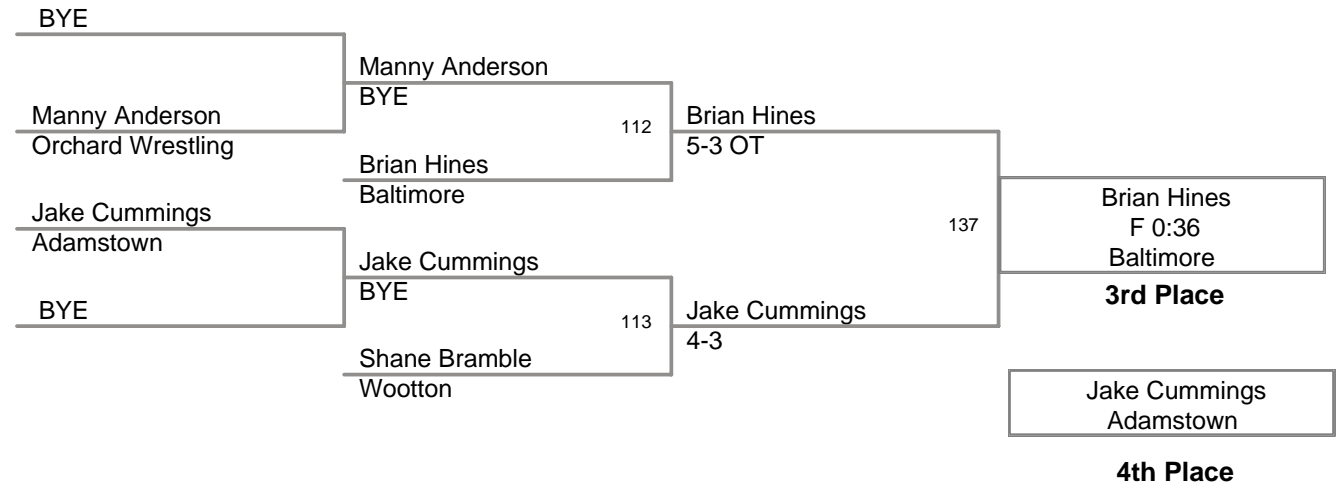 BYE
Manny Anderson
BYE
Manny Anderson
Orchard Wrestling
112
Brian Hines
5-3 OT
Brian Hines
Baltimore
Jake Cummings
Adamstown
137
Brian Hines
F 0:36
Baltimore
3rd Place
Jake Cummings
BYE
BYE
113
Jake Cummings
4-3
Shane Bramble
Wootton
Jake Cummings
Adamstown
4th Place